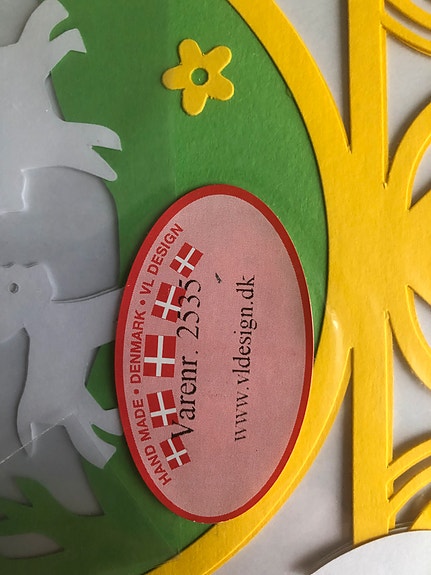 HAND MADE • DENMARK • VL DESIGN
Varenr. 2535
www.vldesign.dk